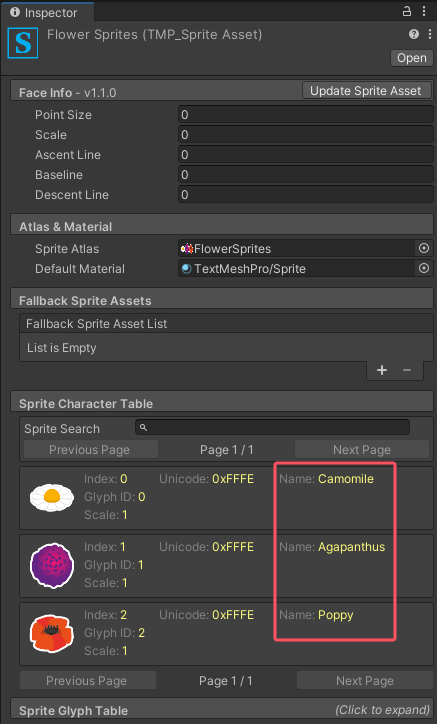 Inspector
S
Flower Sprites (TMP_Sprite Asset)
Open
Face Info - v1.1.0
Update Sprite Asset
Point Size 0
Scale 0
Ascent Line 0
Baseline 0
Descent Line 0
Atlas & Material
Sprite Atlas FlowerSprites
Default Material TextMeshPro/Sprite
Fallback Sprite Assets
Fallback Sprite Asset List
List is Empty
+ −
Sprite Character Table
Sprite Search
Previous Page Page 1 / 1 Next Page
Index: 0 Unicode: 0xFFFE Name: Camomile
Glyph ID: 0
Scale: 1
Index: 1 Unicode: 0xFFFE Name: Agapanthus
Glyph ID: 1
Scale: 1
Index: 2 Unicode: 0xFFFE Name: Poppy
Glyph ID: 2
Scale: 1
Previous Page Page 1 / 1 Next Page
Sprite Glyph Table (Click to expand)